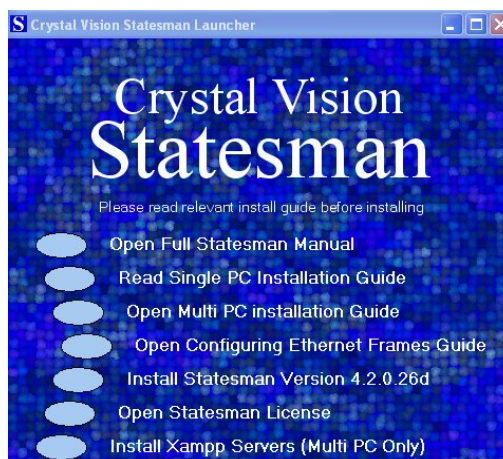 S Crystal Vision Statesman Launcher
Crystal Vision
Statesman
Please read relevant install guide before installing
Open Full Statesman Manual
Read Single PC Installation Guide
Open Multi PC installation Guide
Open Configuring Ethernet Frames Guide
Install Statesman Version 4.2.0.26d
Open Statesman License
Install Xampp Servers (Multi PC Only)